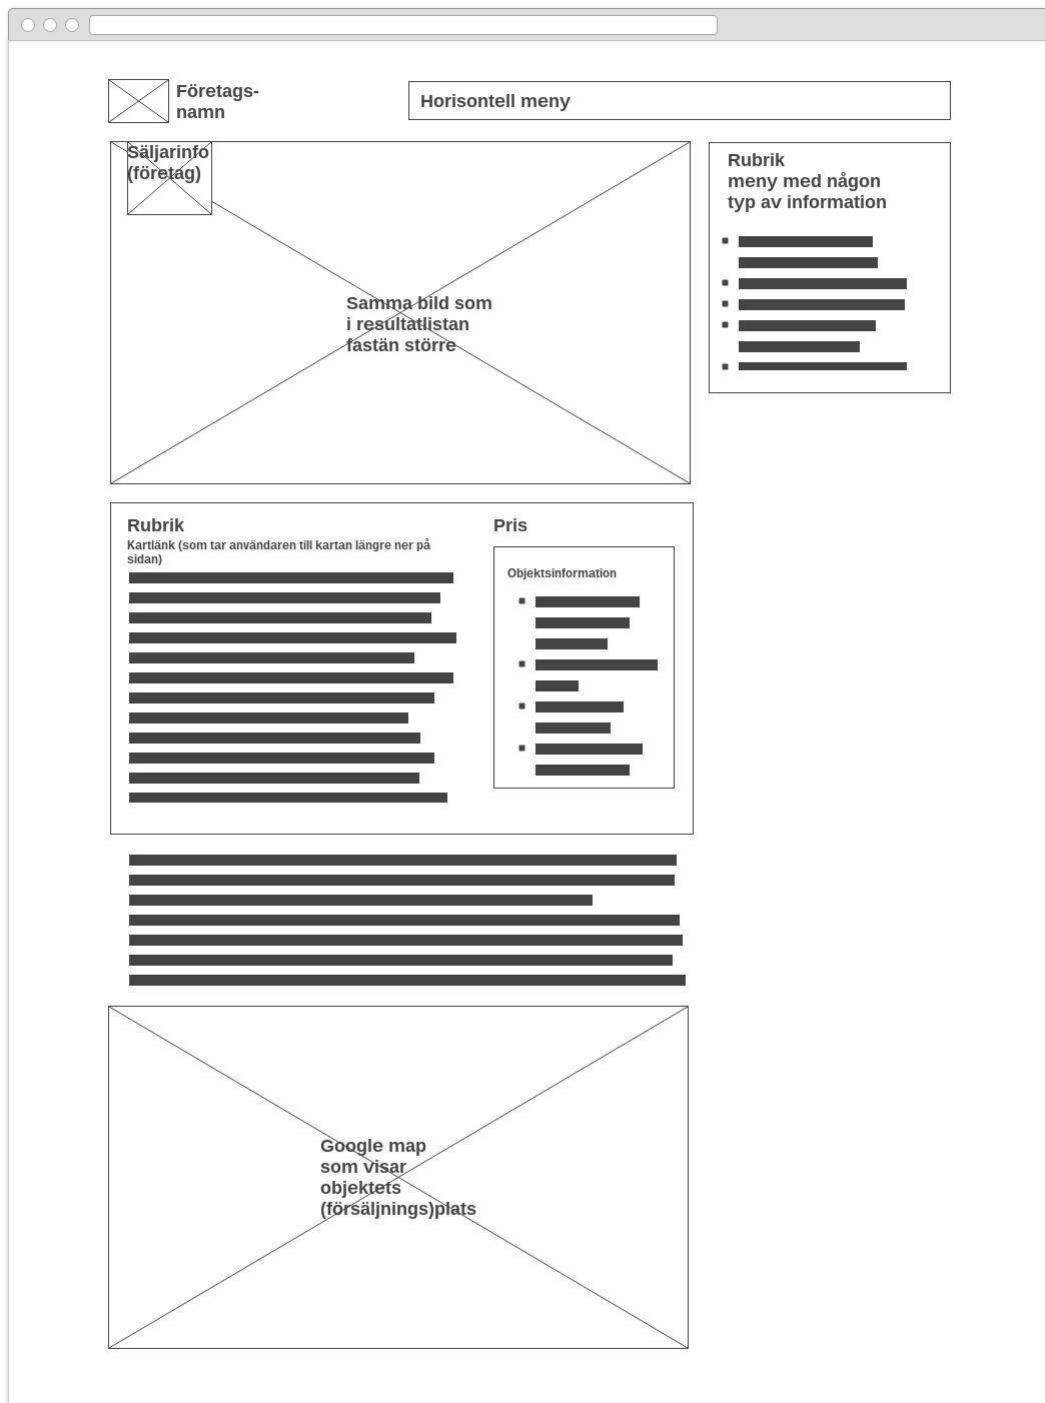 Företags-
namn
Horisontell meny
Säljarinfo
(företag)
Samma bild som
i resultatlistan
fastän större
Rubrik
meny med någon
typ av information
Rubrik
Kartlänk (som tar användaren till kartan längre ner på
sidan)
Pris
Objektsinformation
Google map
som visar
objektets
(försäljnings)plats